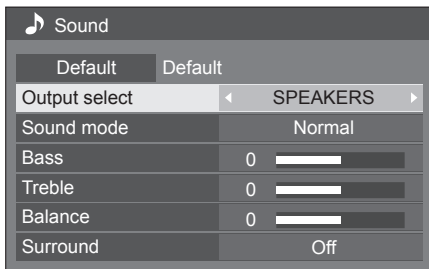 Sound
Default Default
Output select SPEAKERS
Sound mode Normal
Bass 0
Treble 0
Balance 0
Surround Off